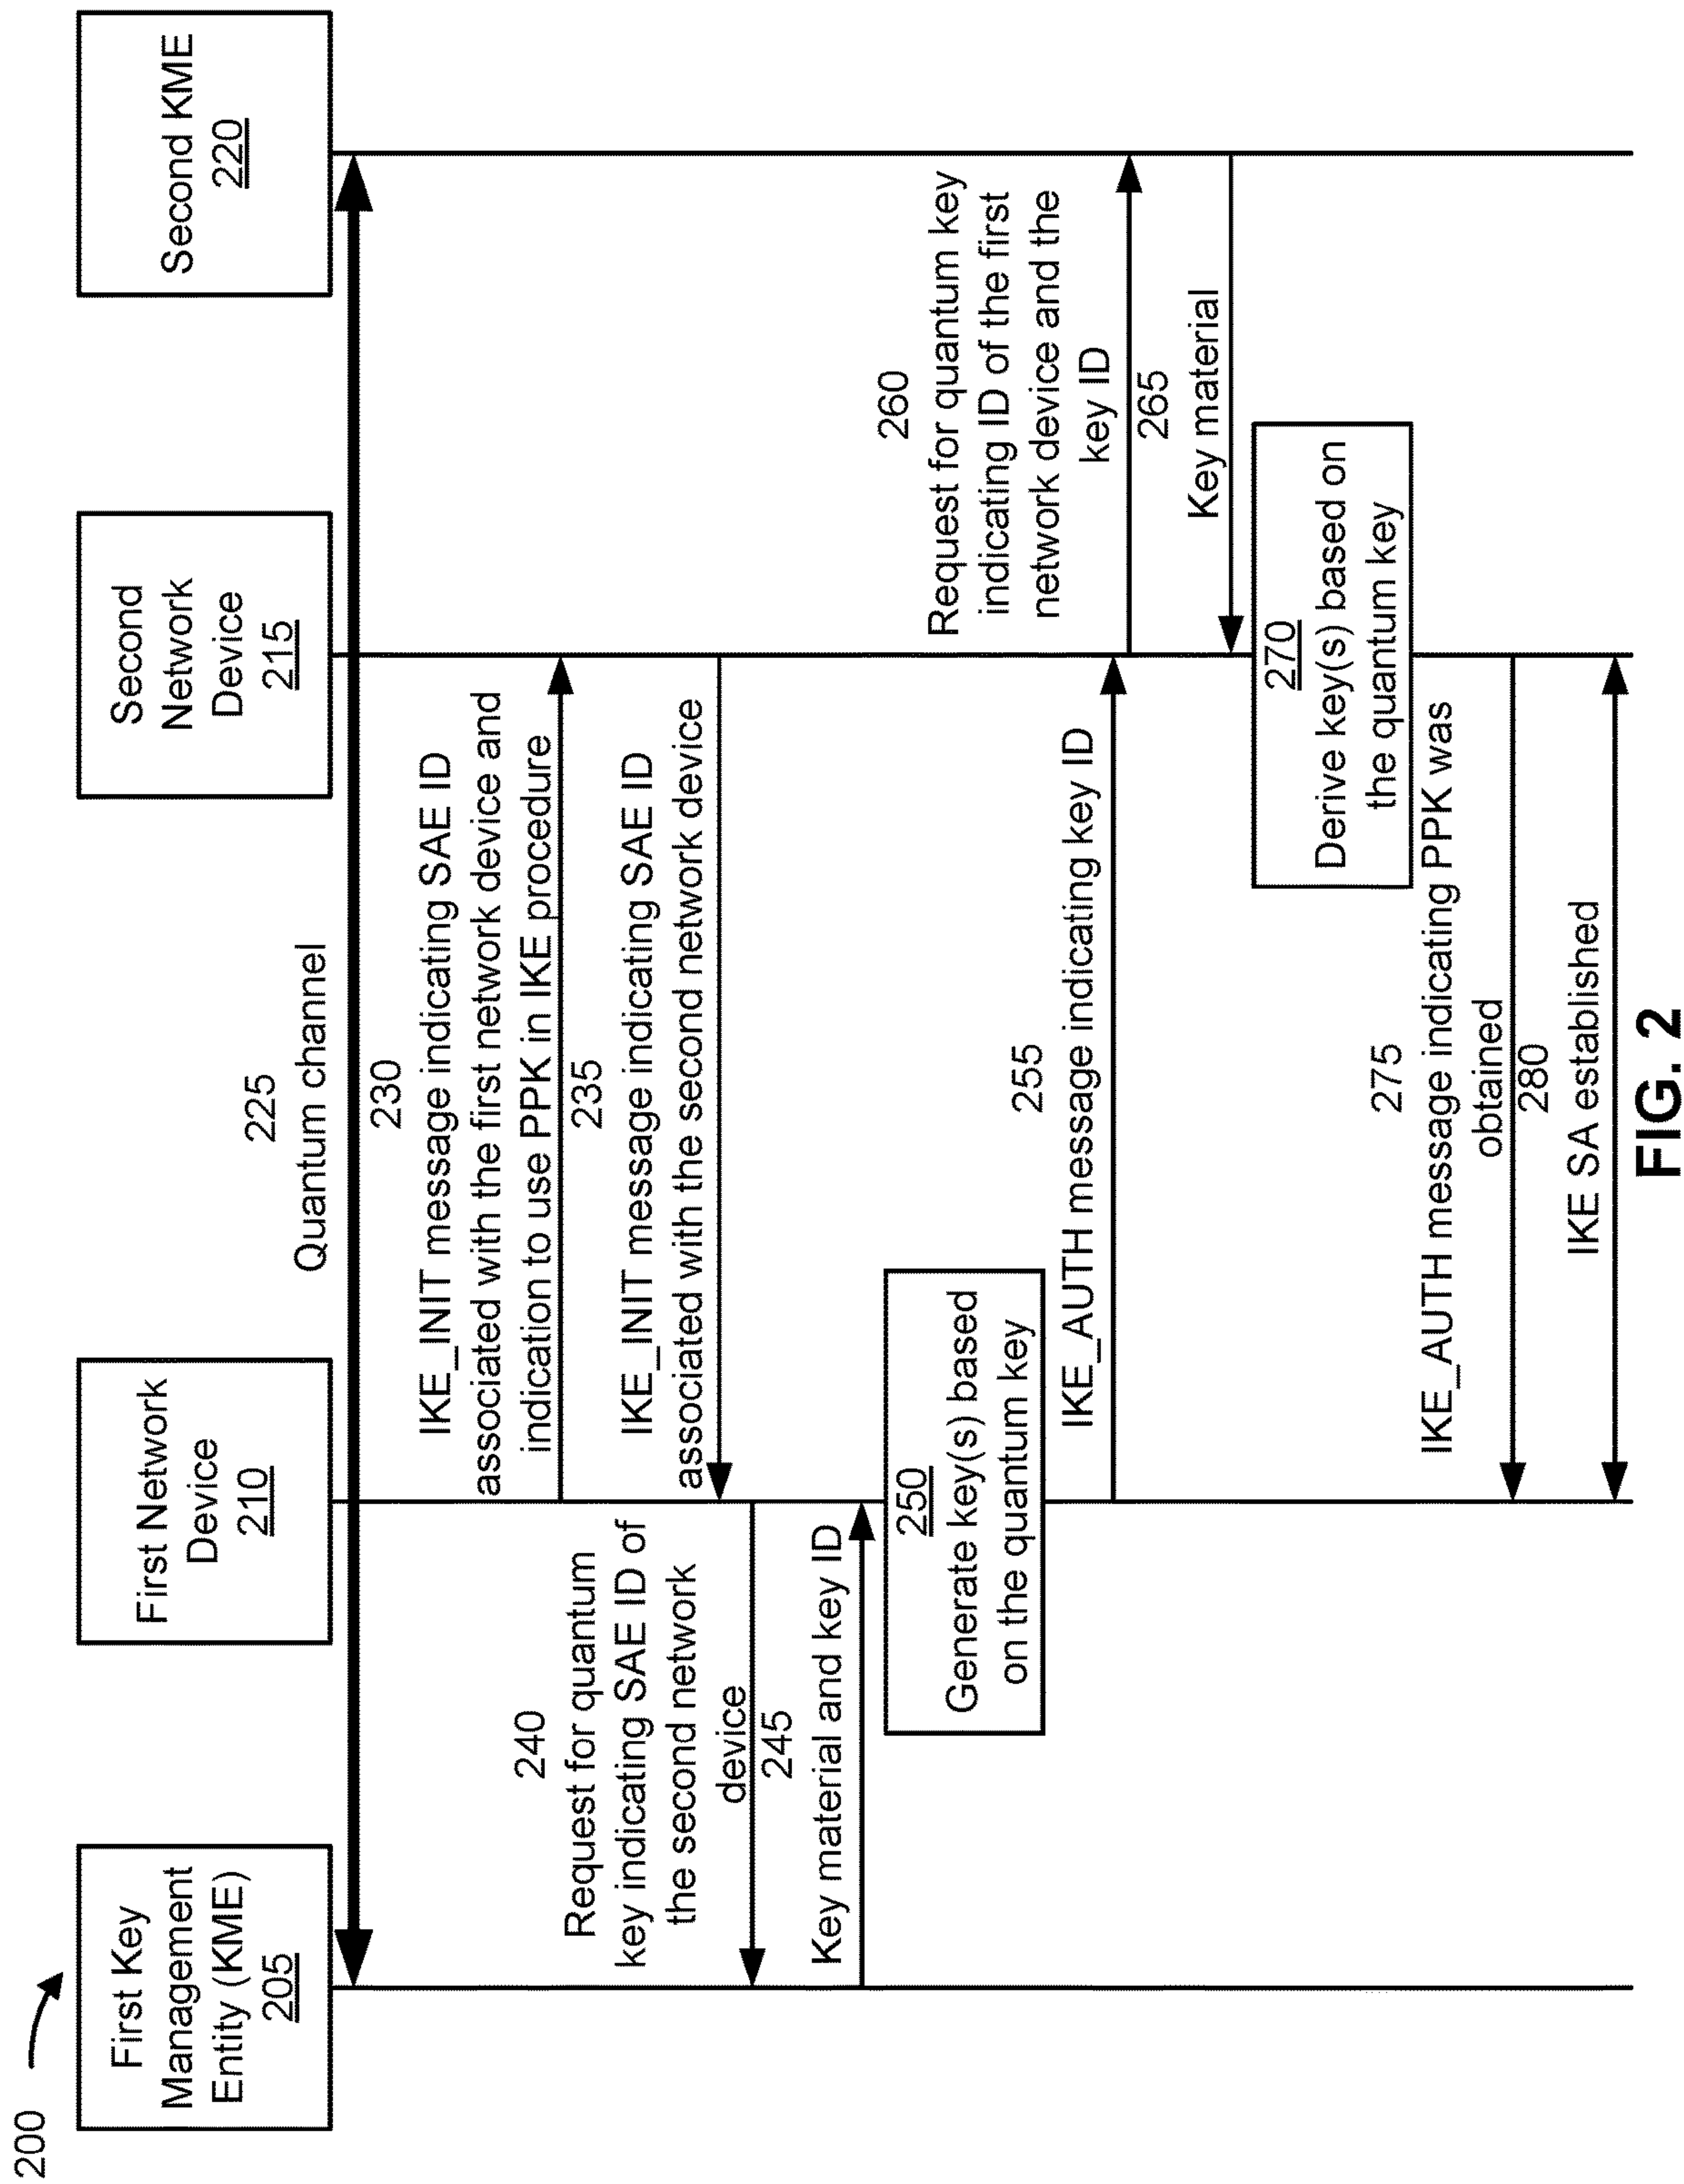 200
First Key
Management
Entity (KME)
205
First Network
Device
210
Second
Network
Device
215
Second KME
220
225
Quantum channel
230
IKE_INIT message indicating SAE ID
associated with the first network device and
indication to use PPK in IKE procedure
235
IKE_INIT message indicating SAE ID
associated with the second network device
240
Request for quantum
key indicating SAE ID of
the second network
device
245
Key material and key ID
250
Generate key(s) based
on the quantum key
255
IKE_AUTH message indicating key ID
260
Request for quantum key
indicating ID of the first
network device and the
key ID
265
Key material
270
Derive key(s) based on
the quantum key
275
IKE_AUTH message indicating PPK was
obtained
280
IKE SA established
FIG. 2